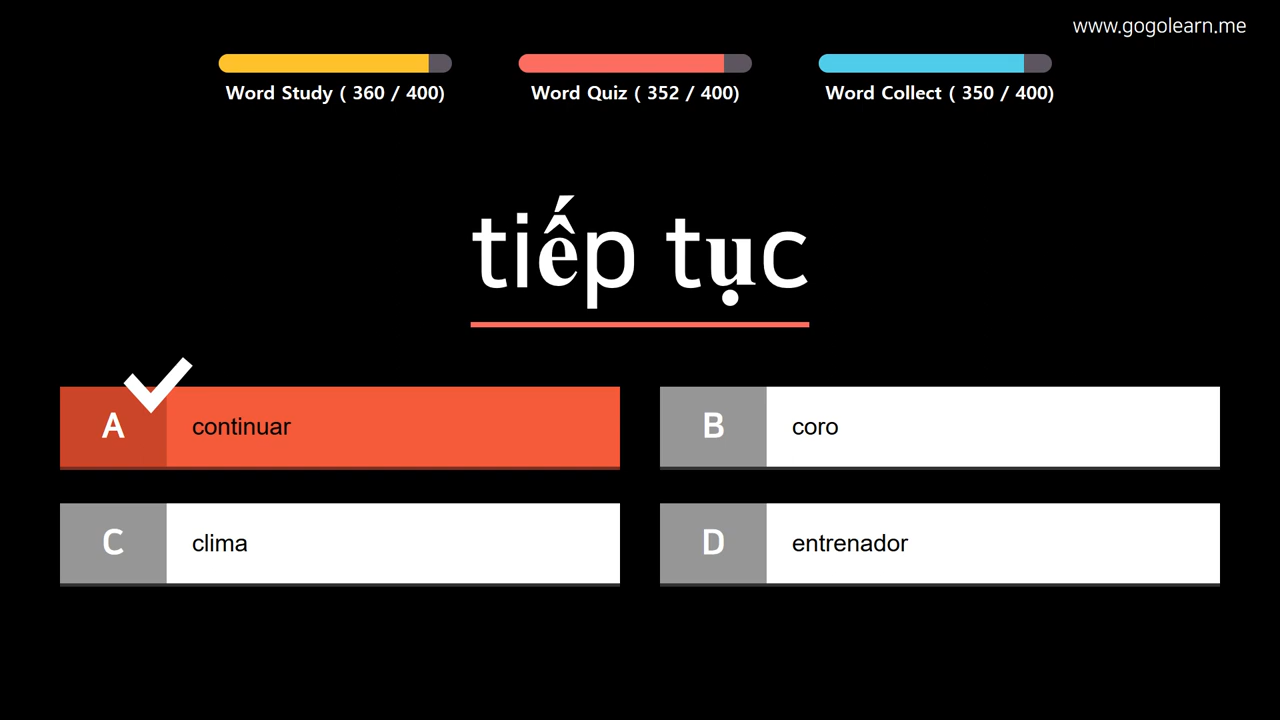 www.gogolearn.me
Word Study ( 360 / 400)
Word Quiz ( 352 / 400)
Word Collect ( 350 / 400)
tiếp tục
A continuar
B coro
C clima
D entrenador